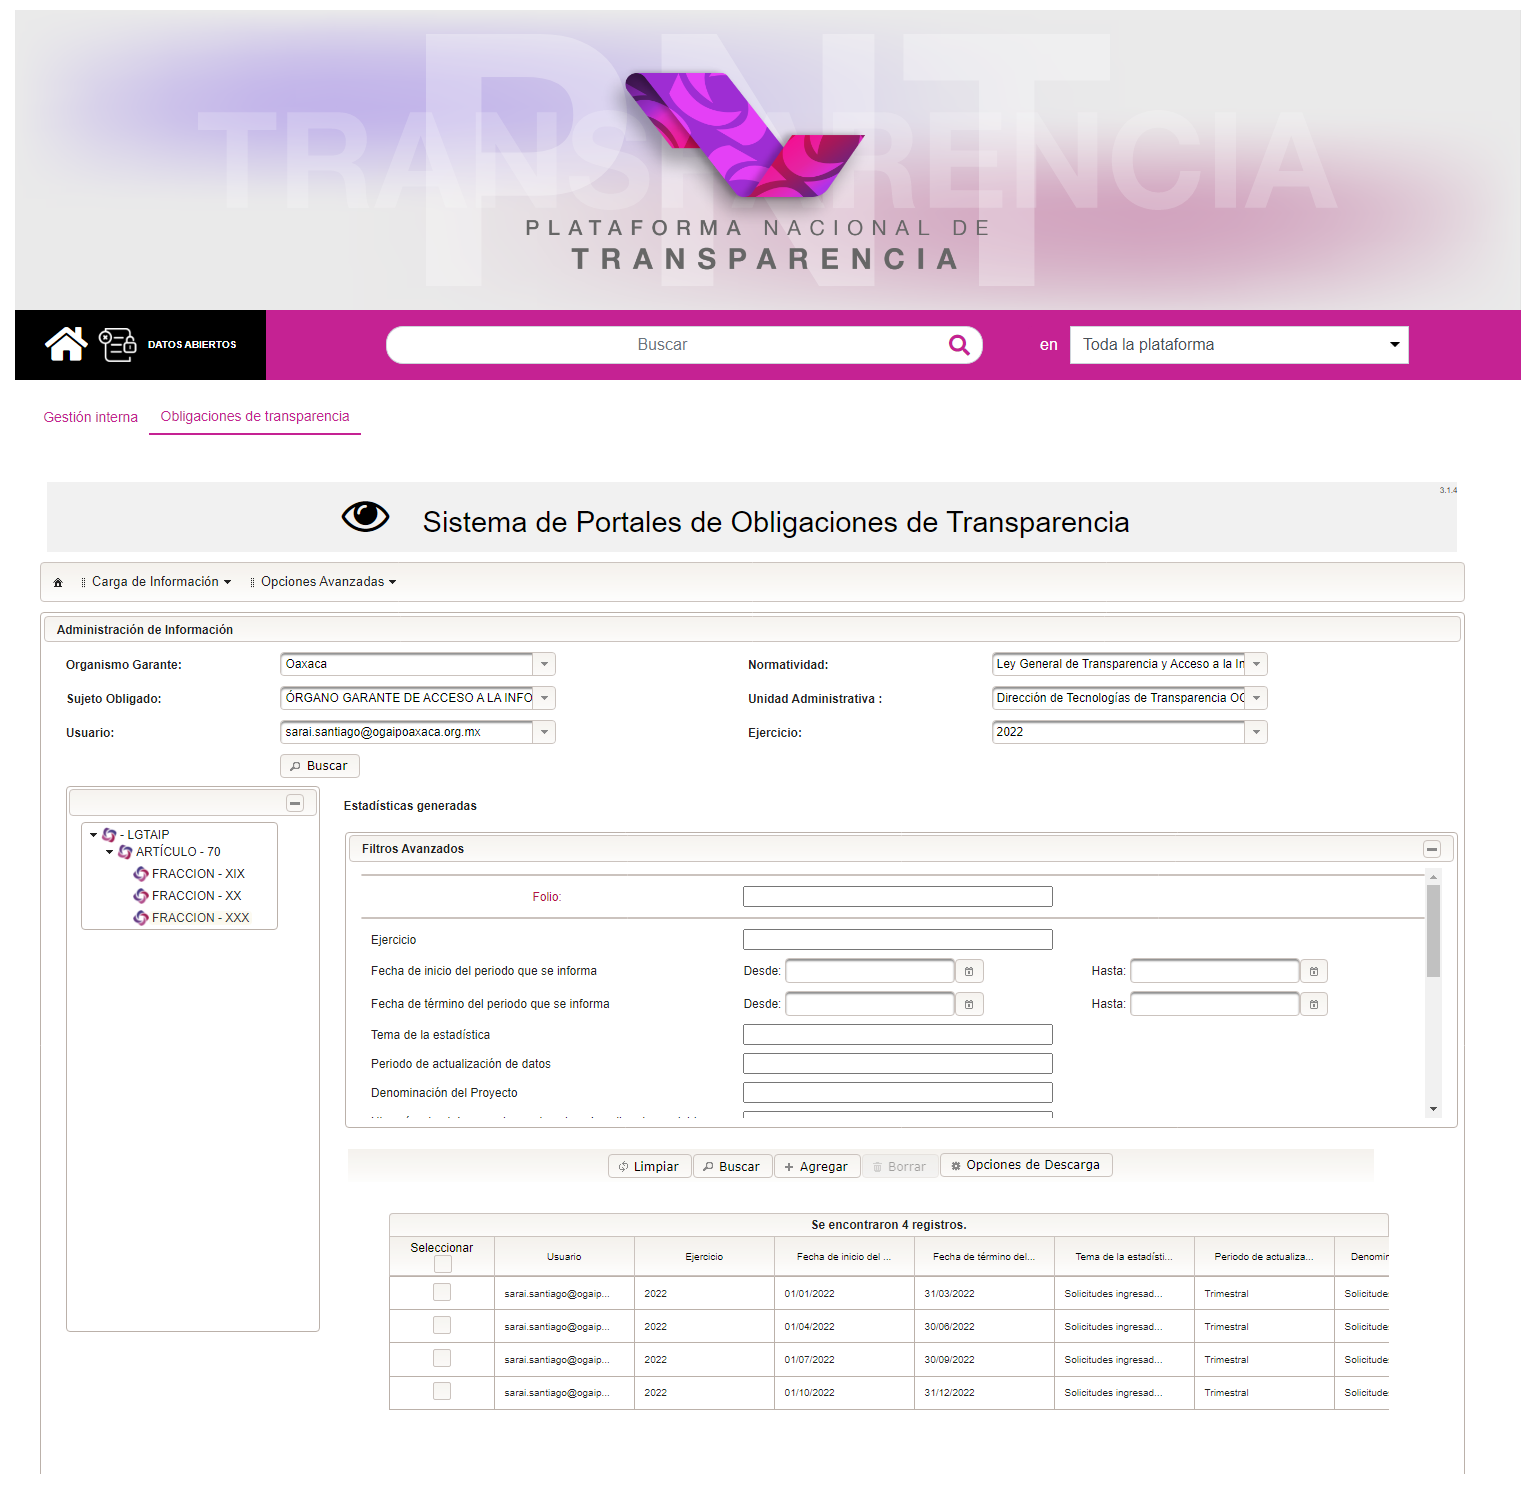 PNT
TRANSPARENCIA
PLATAFORMA NACIONAL DE
TRANSPARENCIA
DATOS ABIERTOS
Buscar
en
Toda la plataforma
Gestión interna
Obligaciones de transparencia
3.1.4
Sistema de Portales de Obligaciones de Transparencia
Carga de Información
Opciones Avanzadas
Administración de Información
Organismo Garante: Oaxaca
Normatividad: Ley General de Transparencia y Acceso a la In
Sujeto Obligado: ÓRGANO GARANTE DE ACCESO A LA INFO
Unidad Administrativa : Dirección de Tecnologías de Transparencia OG
Usuario: sarai.santiago@ogaipoaxaca.org.mx
Ejercicio: 2022
Buscar
- LGTAIP
ARTÍCULO - 70
FRACCION - XIX
FRACCION - XX
FRACCION - XXX
Estadísticas generadas
Filtros Avanzados
Folio:
Ejercicio
Fecha de inicio del periodo que se informa Desde: Hasta:
Fecha de término del periodo que se informa Desde: Hasta:
Tema de la estadística
Periodo de actualización de datos
Denominación del Proyecto
Limpiar Buscar Agregar Borrar Opciones de Descarga
Se encontraron 4 registros.
Seleccionar Usuario Ejercicio Fecha de inicio del ... Fecha de término del... Tema de la estadísti... Periodo de actualiza... Denomin
sarai.santiago@ogaip... 2022 01/01/2022 31/03/2022 Solicitudes ingresad... Trimestral Solicitudes
sarai.santiago@ogaip... 2022 01/04/2022 30/06/2022 Solicitudes ingresad... Trimestral Solicitudes
sarai.santiago@ogaip... 2022 01/07/2022 30/09/2022 Solicitudes ingresad... Trimestral Solicitudes
sarai.santiago@ogaip... 2022 01/10/2022 31/12/2022 Solicitudes ingresad... Trimestral Solicitudes